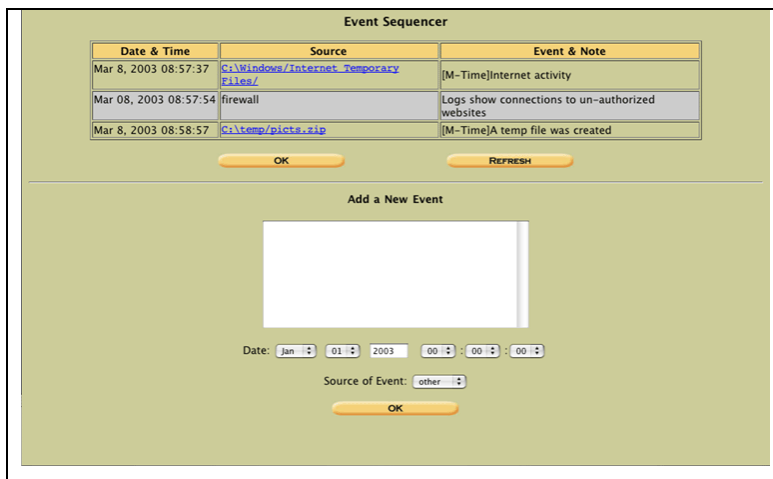 Event Sequencer
Date & Time Source Event & Note
Mar 8, 2003 08:57:37 C:\Windows/Internet Temporary Files/ [M-Time]Internet activity
Mar 08, 2003 08:57:54 firewall Logs show connections to un-authorized websites
Mar 8, 2003 08:58:57 C:\temp/picts.zip [M-Time]A temp file was created
OK REFRESH
Add a New Event
Date: Jan 01 2003 00 : 00 : 00
Source of Event: other
OK